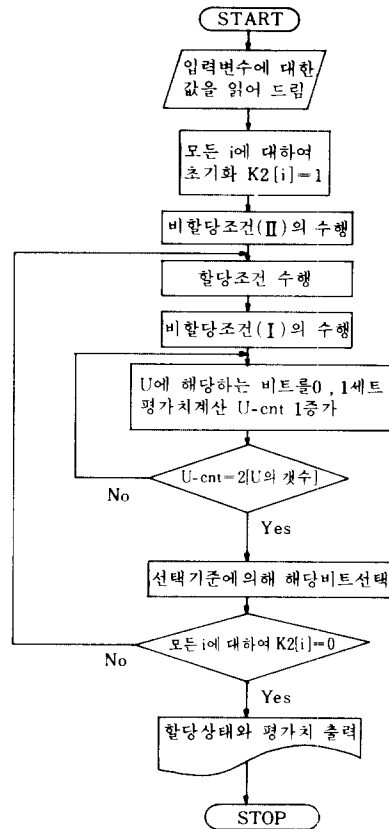 START
입력변수에 대한
값을 읽어 드림
모든 i에 대하여
초기화 K2[i]=1
비할당조건(Ⅱ)의 수행
할당조건 수행
비할당조건(Ⅰ)의 수행
U에 해당하는 비트를0, 1세트
평가치계산 U-cnt 1증가
U-cnt=2[U의 갯수]
No
Yes
선택기준에의해 해당비트선택
모든 i에 대하여 K2[i]=0
No
Yes
할당상태와 평가치 출력
STOP